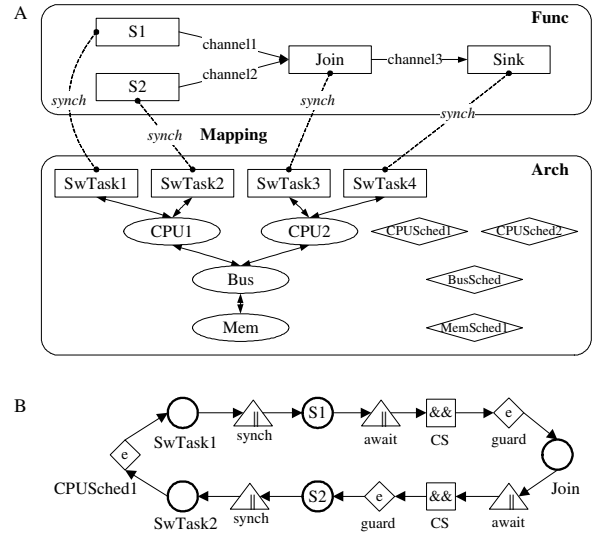 A
Func
S1
channel1
Join
channel3
Sink
channel2
S2
synch
synch
synch
synch
Mapping
Arch
SwTask1
SwTask2
SwTask3
SwTask4
CPU1
CPU2
CPUSched1
CPUSched2
Bus
BusSched
Mem
MemSched1
B
SwTask1
||
synch
S1
||
await
&&
CS
e
guard
e
CPUSched1
Join
SwTask2
||
synch
S2
e
guard
&&
CS
||
await